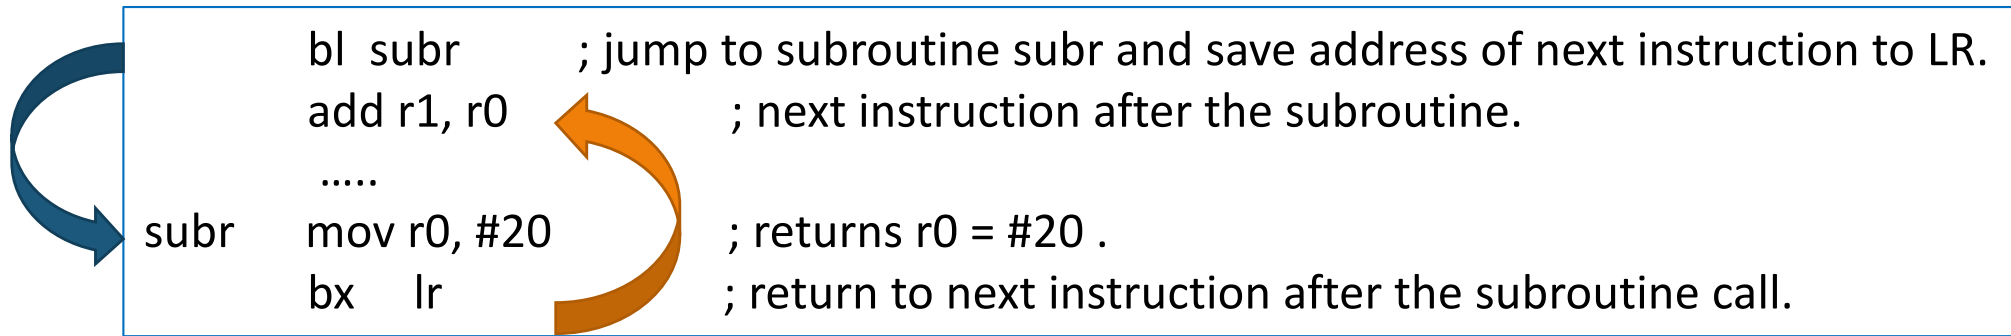 bl subr ; jump to subroutine subr and save address of next instruction to LR.
add r1, r0 ; next instruction after the subroutine.
.....
subr mov r0, #20 ; returns r0 = #20 .
bx lr ; return to next instruction after the subroutine call.